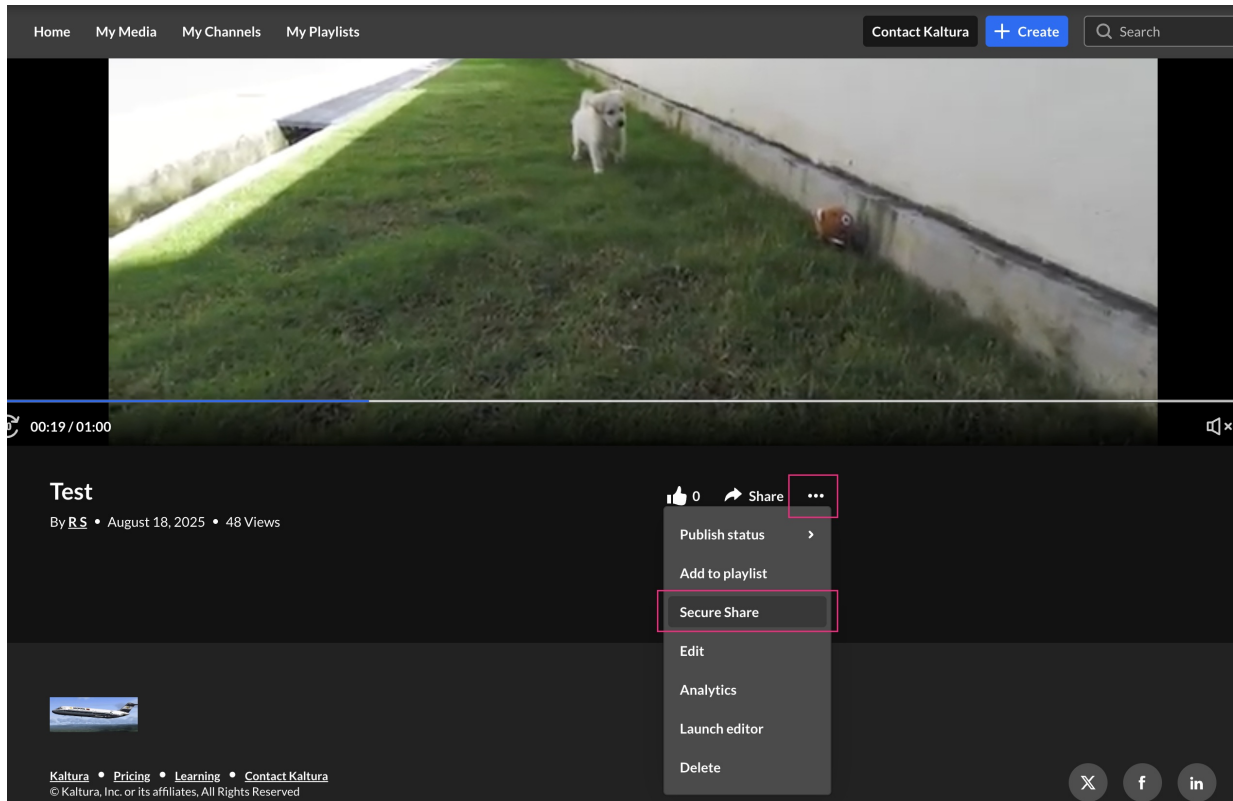 Home My Media My Channels My Playlists Contact Kaltura + Create Search
00:19 / 01:00
Test
0 Share ...
By R S • August 18, 2025 • 48 Views
Publish status
Add to playlist
Secure Share
Edit
Analytics
Launch editor
Delete
Kaltura • Pricing • Learning • Contact Kaltura
© Kaltura, Inc. or its affiliates, All Rights Reserved
X f in